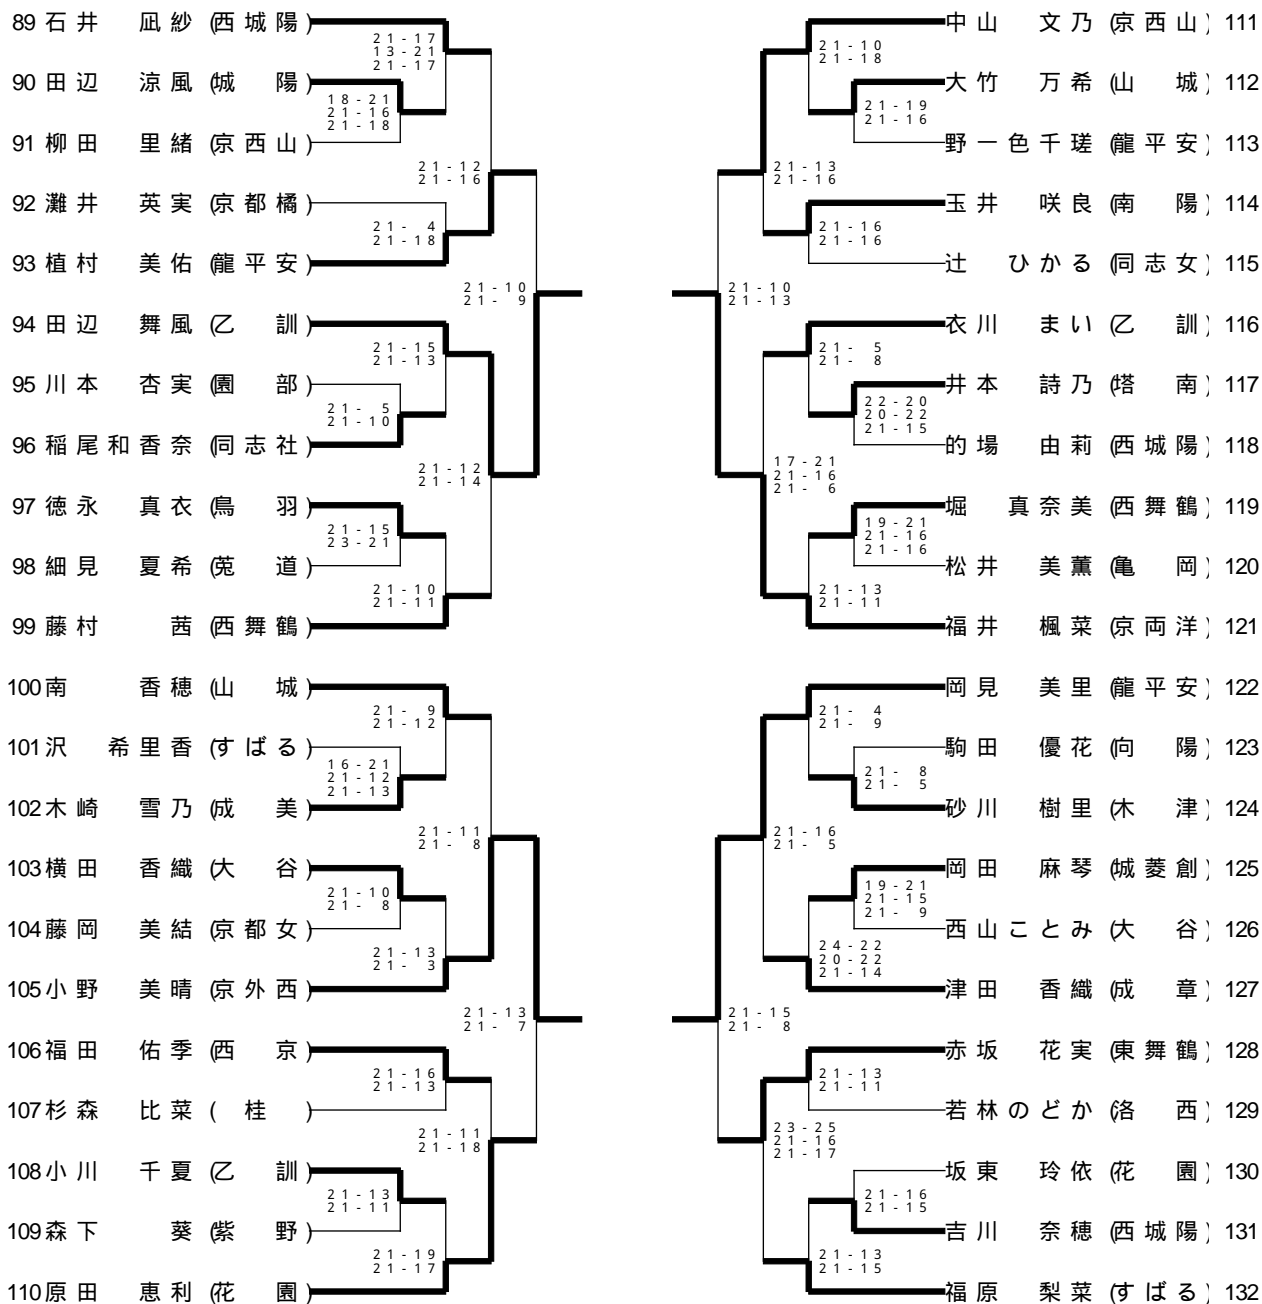 89 石井 凪紗 (西城陽)
21-17
13-21
21-17
90 田辺 涼風 (城 陽)
18-21
21-16
21-18
91 柳田 里緒 (京西山)
21-12
21-16
92 灘井 英実 (京都橘)
21- 4
21-18
93 植村 美佑 (龍平安)
21-10
21- 9
94 田辺 舞風 (乙 訓)
21-15
21-13
95 川本 杏実 (園 部)
21- 5
21-10
96 稲尾和香奈 (同志社)
21-12
21-14
97 徳永 真衣 (鳥 羽)
21-15
23-21
98 細見 夏希 (莵 道)
21-10
21-11
99 藤村 茜 (西舞鶴)
100 南 香穂 (山 城)
21- 9
21-12
101 沢 希里香 (すばる)
16-21
21-12
21-13
102 木崎 雪乃 (成 美)
21-11
21- 8
103 横田 香織 (大 谷)
21-10
21- 8
104 藤岡 美結 (京都女)
21-13
21- 3
105 小野 美晴 (京外西)
21-13
21- 7
106 福田 佑季 (西 京)
21-16
21-13
107 杉森 比菜 ( 桂 )
21-11
21-18
108 小川 千夏 (乙 訓)
21-13
21-11
109 森下 葵 (紫 野)
21-19
21-17
110 原田 恵利 (花 園)
中山 文乃 (京西山) 111
21-10
21-18
大竹 万希 (山 城) 112
21-19
21-16
野一色千瑳 (龍平安) 113
21-13
21-16
玉井 咲良 (南 陽) 114
21-16
21-16
辻 ひかる (同志女) 115
21-10
21-13
衣川 まい (乙 訓) 116
21- 5
21- 8
井本 詩乃 (塔 南) 117
22-20
20-22
21-15
的場 由莉 (西城陽) 118
17-21
21-16
21- 6
堀 真奈美 (西舞鶴) 119
19-21
21-16
21-16
松井 美薫 (亀 岡) 120
21-13
21-11
福井 楓菜 (京両洋) 121
岡見 美里 (龍平安) 122
21- 4
21- 9
駒田 優花 (向 陽) 123
21- 8
21- 5
砂川 樹里 (木 津) 124
21-16
21- 5
岡田 麻琴 (城菱創) 125
19-21
21-15
21- 9
西山ことみ (大 谷) 126
24-22
20-22
21-14
津田 香織 (成 章) 127
21-15
21- 8
赤坂 花実 (東舞鶴) 128
21-13
21-11
若林のどか (洛 西) 129
23-25
21-16
21-17
坂東 玲依 (花 園) 130
21-16
21-15
吉川 奈穂 (西城陽) 131
21-13
21-15
福原 梨菜 (すばる) 132